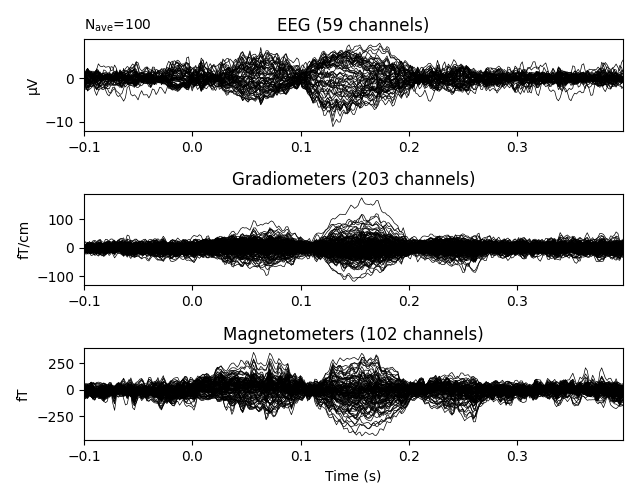 Nave=100
EEG (59 channels)
0
−10
µV
−0.1 0.0 0.1 0.2 0.3
Gradiometers (203 channels)
100
0
−100
fT/cm
−0.1 0.0 0.1 0.2 0.3
Magnetometers (102 channels)
250
0
−250
fT
−0.1 0.0 0.1 0.2 0.3
Time (s)